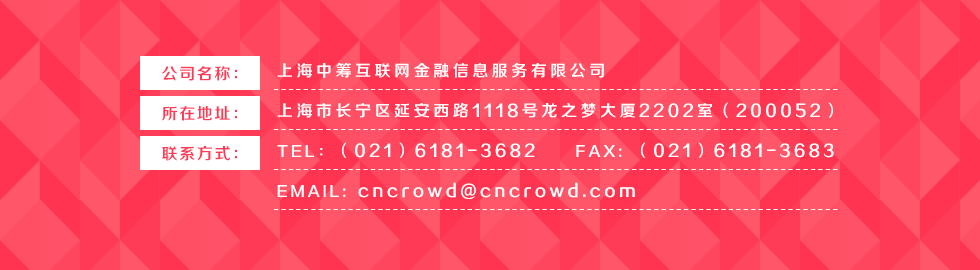 公司名称： 上海中筹互联网金融信息服务有限公司
所在地址： 上海市长宁区延安西路1118号龙之梦大厦2202室（200052）
联系方式： TEL：（021）6181-3682 FAX：（021）6181-3683
EMAIL: cncrowd@cncrowd.com